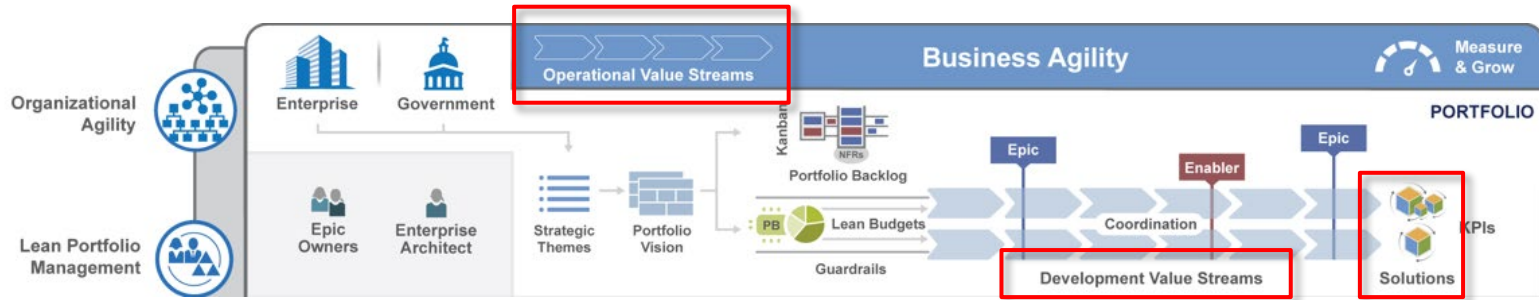 Organizational
Agility
Lean Portfolio
Management
Enterprise
Government
Operational Value Streams
Business Agility
Measure
& Grow
PORTFOLIO
Epic
Owners
Enterprise
Architect
Strategic
Themes
Portfolio
Vision
Kanban
NFRs
Portfolio Backlog
PB
Lean Budgets
Guardrails
Epic
Enabler
Epic
Coordination
Development Value Streams
KPIs
Solutions